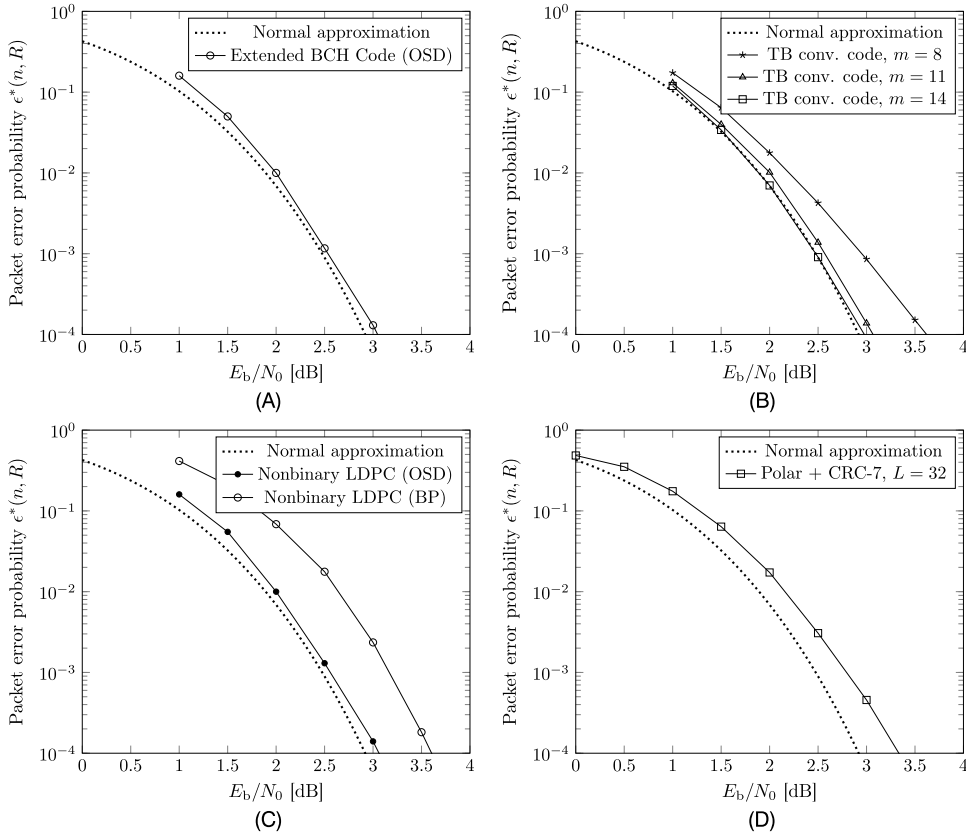 Packet error probability ϵ*(n, R)
10^0
10^−1
10^−2
10^−3
10^−4
Normal approximation
Extended BCH Code (OSD)
0 0.5 1 1.5 2 2.5 3 3.5 4
E_b/N_0 [dB]
(A)
Packet error probability ϵ*(n, R)
10^0
10^−1
10^−2
10^−3
10^−4
Normal approximation
TB conv. code, m = 8
TB conv. code, m = 11
TB conv. code, m = 14
0 0.5 1 1.5 2 2.5 3 3.5 4
E_b/N_0 [dB]
(B)
Packet error probability ϵ*(n, R)
10^0
10^−1
10^−2
10^−3
10^−4
Normal approximation
Nonbinary LDPC (OSD)
Nonbinary LDPC (BP)
0 0.5 1 1.5 2 2.5 3 3.5 4
E_b/N_0 [dB]
(C)
Packet error probability ϵ*(n, R)
10^0
10^−1
10^−2
10^−3
10^−4
Normal approximation
Polar + CRC-7, L = 32
0 0.5 1 1.5 2 2.5 3 3.5 4
E_b/N_0 [dB]
(D)